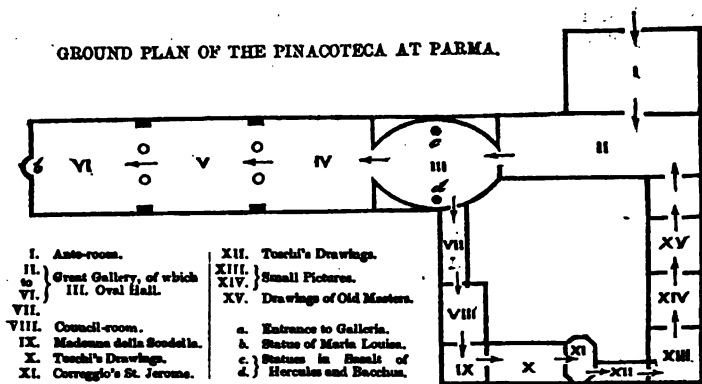 GROUND PLAN OF THE PINACOTECA AT PARMA.
I
II
c
III
d
IV
V
VI
b
VII
VIII
IX
X
XI
XII
XIII
XIV
XV
I. Ante-room.
II.
to } Great Gallery, of which
VI. } III. Oval Hall.
VII.
VIII. Council-room.
IX. Madonna della Scodella.
X. Toschi's Drawings.
XI. Correggio's St. Jerome.
XII. Toschi's Drawings.
XIII. } Small Pictures.
XIV.
XV. Drawings of Old Masters.
a. Entrance to Galleria.
b. Statue of Maria Louisa.
c. } Statues in Basalt of
d. } Hercules and Bacchus.